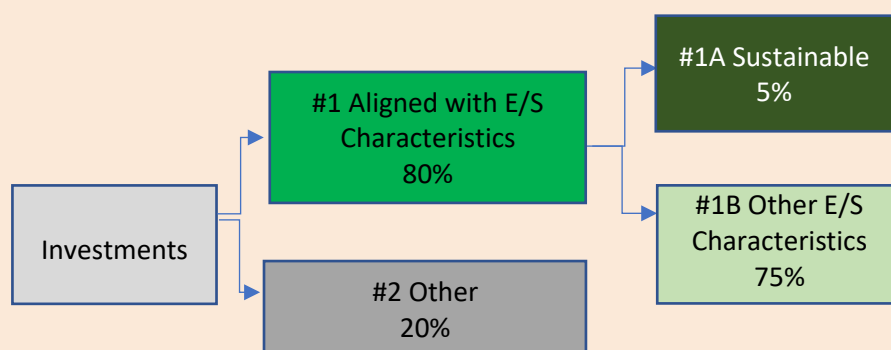 Investments
#1 Aligned with E/S
Characteristics
80%
#2 Other
20%
#1A Sustainable
5%
#1B Other E/S
Characteristics
75%